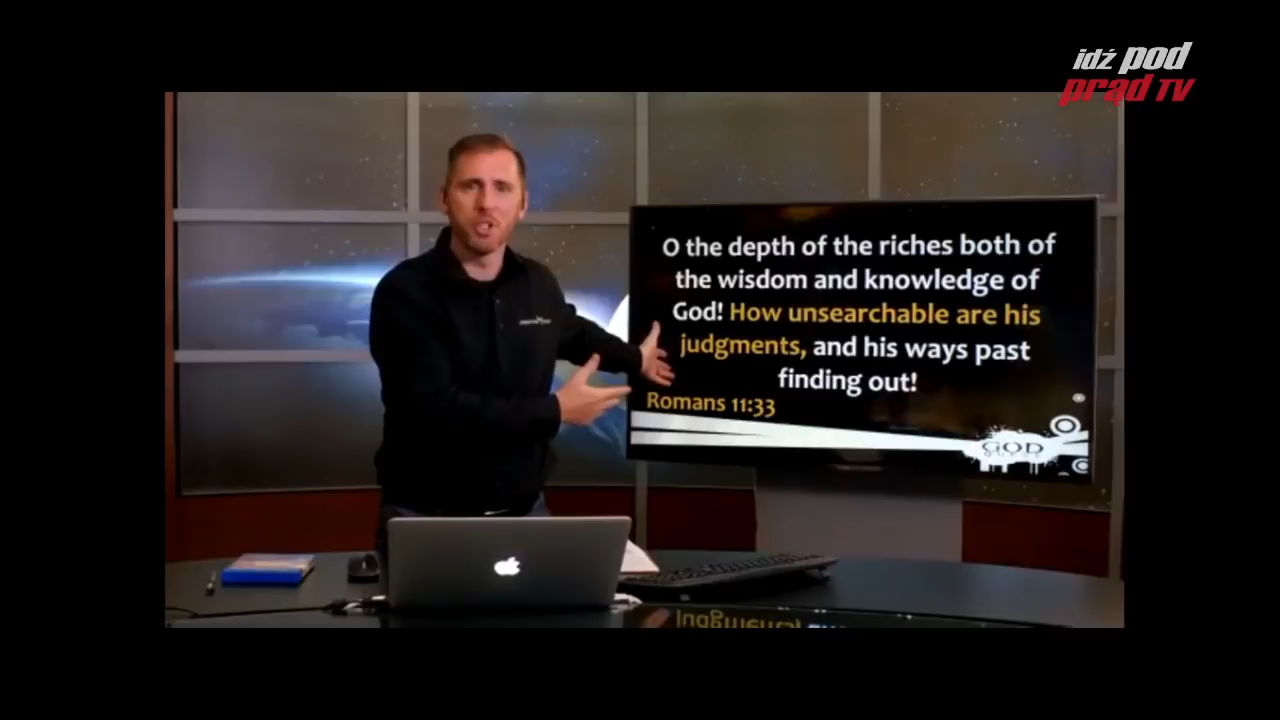 idź pod
prąd TV
O the depth of the riches both of
the wisdom and knowledge of
God! How unsearchable are his
judgments, and his ways past
finding out!
Romans 11:33
GOD